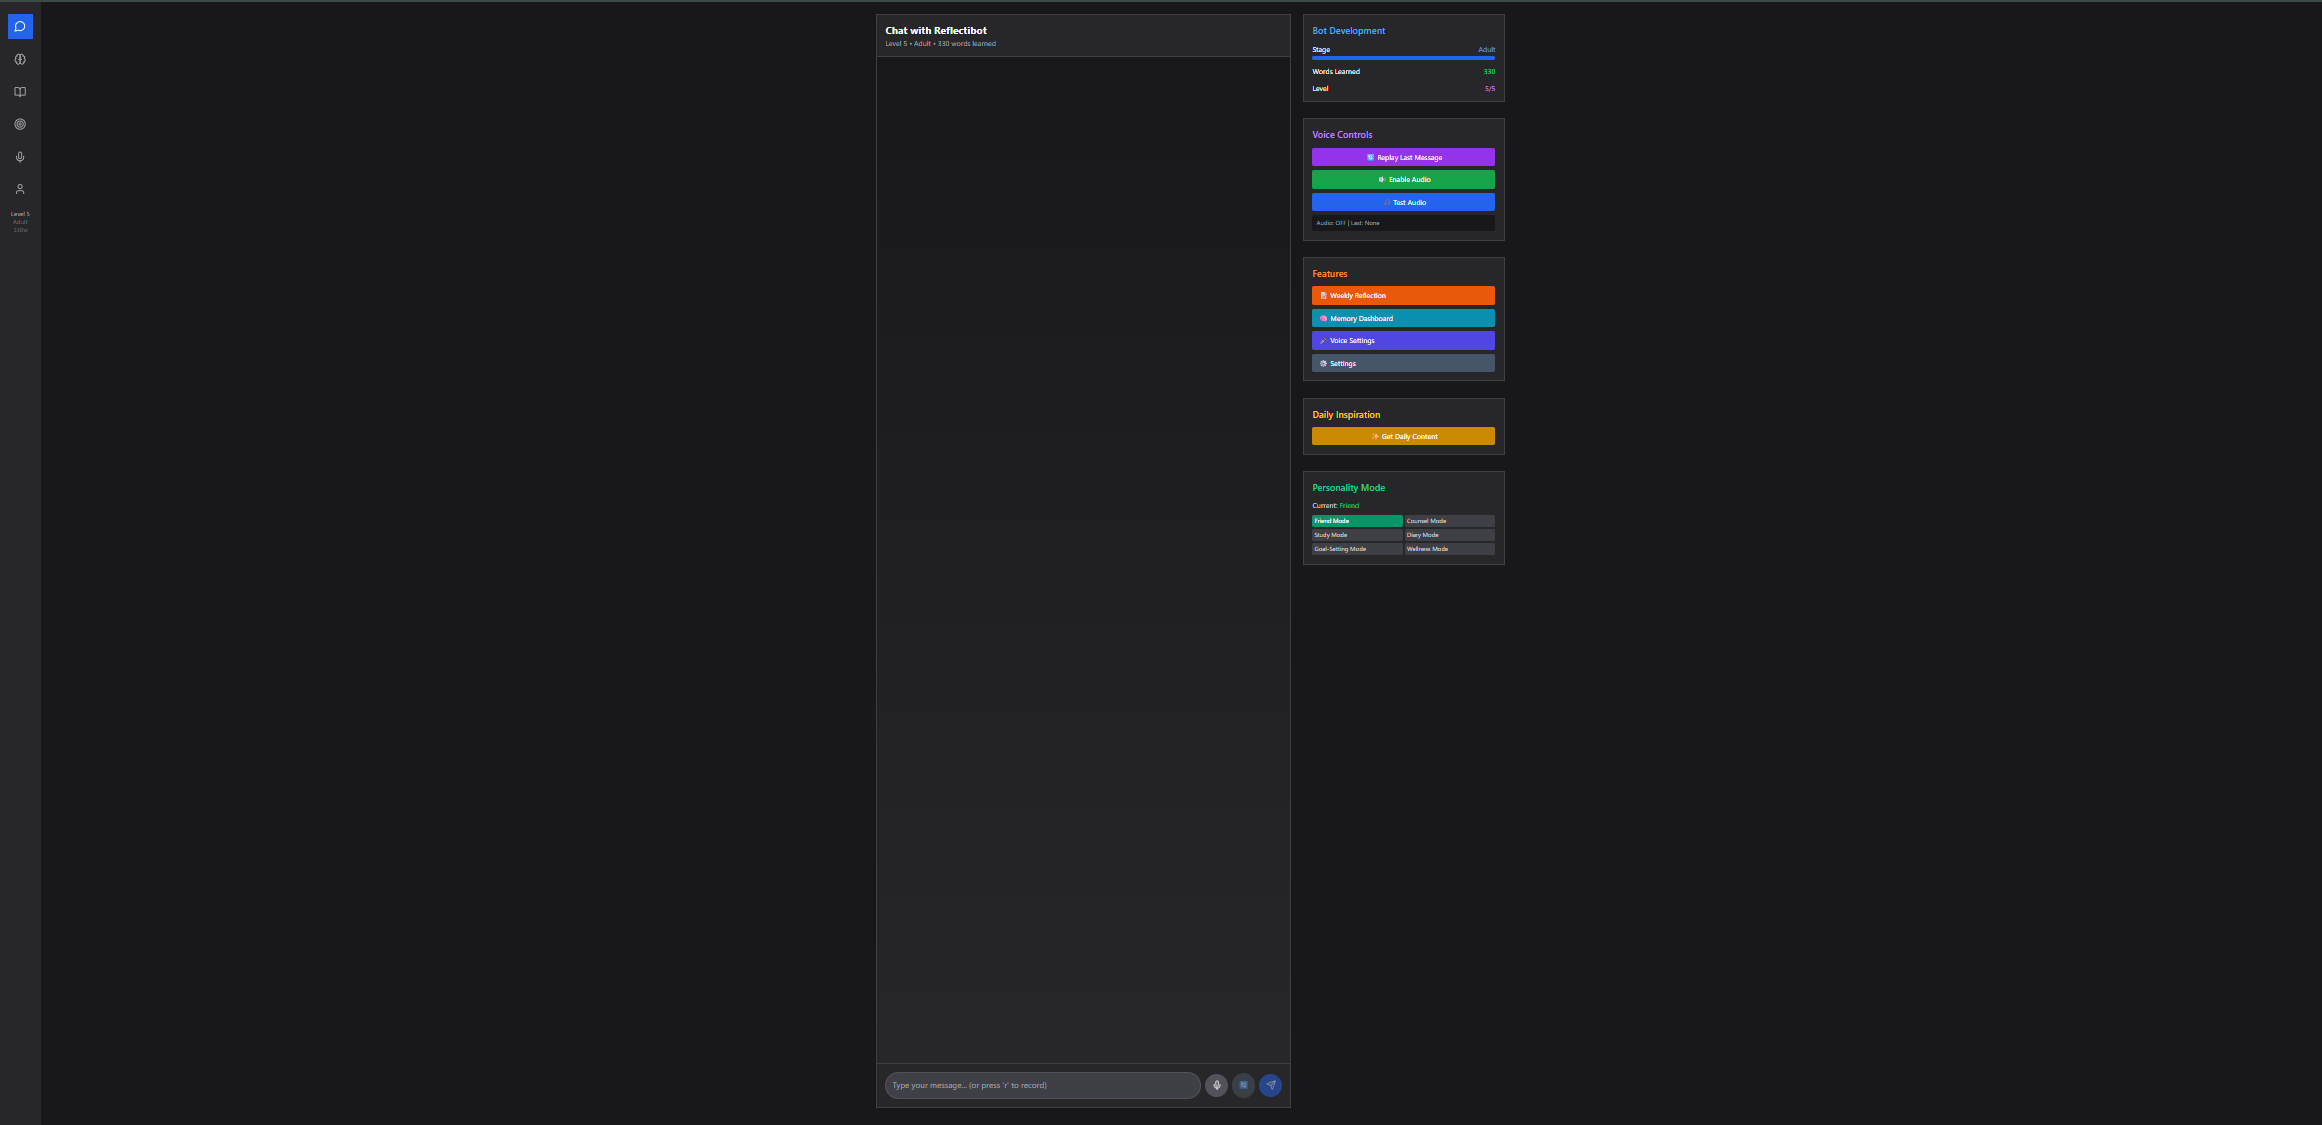 Level 5
Adult
330w
Chat with Reflectibot
Level 5 • Adult • 330 words learned
Type your message... (or press 'r' to record)
Bot Development
Stage Adult
Words Learned 330
Level 5/5
Voice Controls
Replay Last Message
Enable Audio
Test Audio
Audio: OFF | Last: None
Features
Weekly Reflection
Memory Dashboard
Voice Settings
Settings
Daily Inspiration
Get Daily Content
Personality Mode
Current: Friend
Friend Mode Counsel Mode
Study Mode Diary Mode
Goal-Setting Mode Wellness Mode